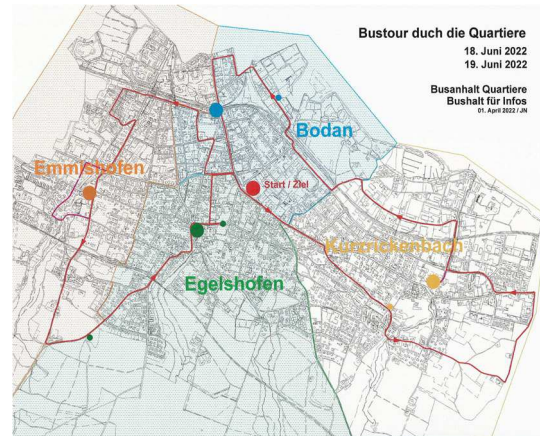 Bustour duch die Quartiere
18. Juni 2022
19. Juni 2022
Busanhalt Quartiere
Bushalt für Infos
01. April 2022 / JN
Bodan
Emmishofen
Start / Ziel
Kurzrickenbach
Egelshofen